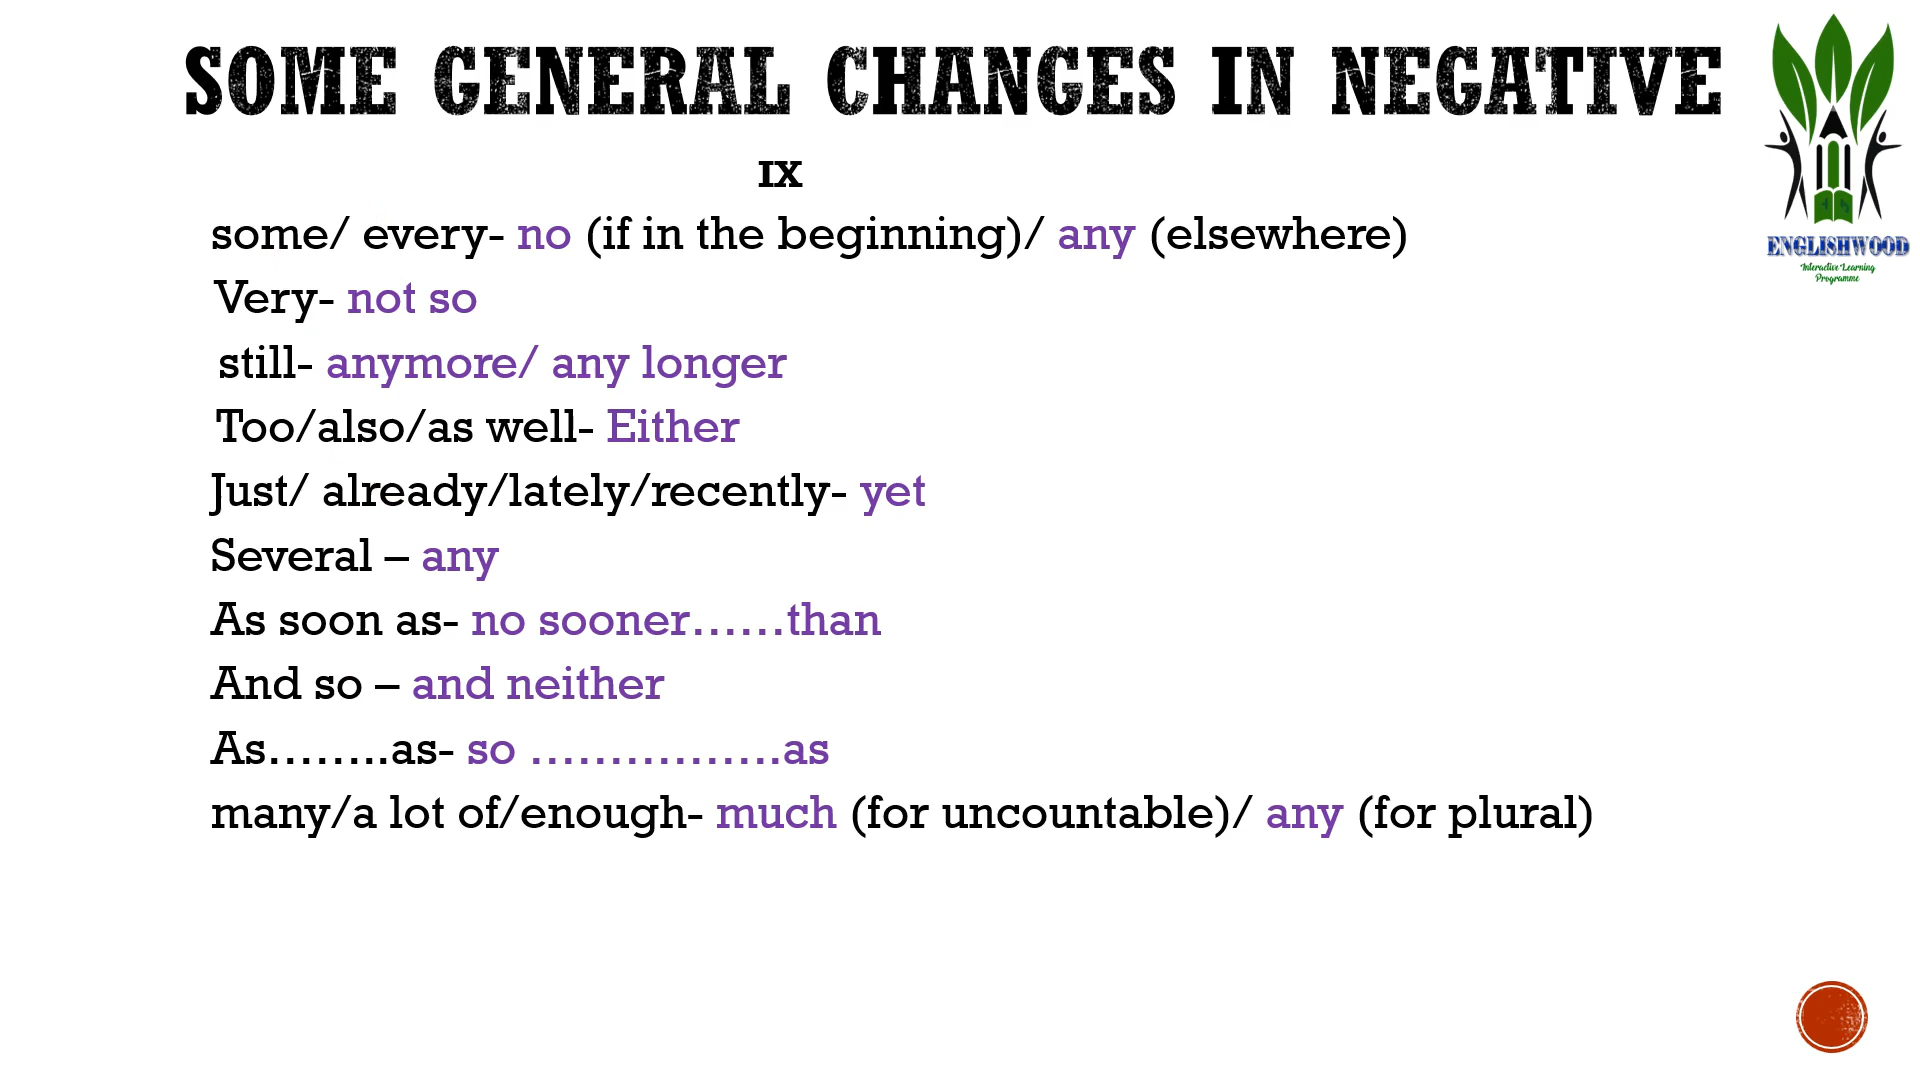 SOME GENERAL CHANGES IN NEGATIVE
IX
some/ every- no (if in the beginning)/ any (elsewhere)
Very- not so
still- anymore/ any longer
Too/also/as well- Either
Just/ already/lately/recently- yet
Several – any
As soon as- no sooner……than
And so – and neither
As……..as- so …………….as
many/a lot of/enough- much (for uncountable)/ any (for plural)
ENGLISHWOOD
Interactive Learning
Programme